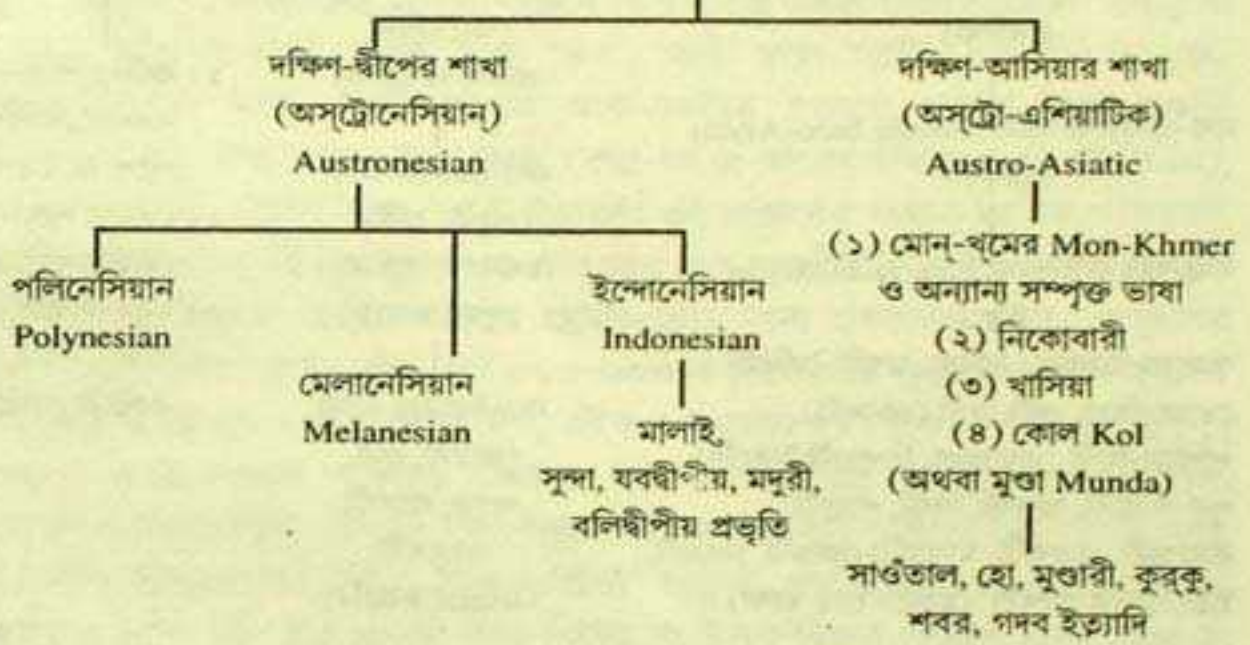 দক্ষিণ-দ্বীপের শাখা
(অস্‌ট্রোনেসিয়ান্)
Austronesian
দক্ষিণ-আসিয়ার শাখা
(অস্‌ট্রো-এশিয়াটিক)
Austro-Asiatic
পলিনেসিয়ান
Polynesian
মেলানেসিয়ান
Melanesian
ইন্দোনেসিয়ান
Indonesian
মালাই,
সুন্দা, যবদ্বীপীয়, মদুরী,
বলিদ্বীপীয় প্রভৃতি
(১) মোন্-খ্‌মের Mon-Khmer
ও অন্যান্য সম্পৃক্ত ভাষা
(২) নিকোবারী
(৩) খাসিয়া
(৪) কোল Kol
(অথবা মুণ্ডা Munda)
সাওঁতাল, হো, মুণ্ডারী, কুর্‌কু,
শবর, গদব ইত্যাদি